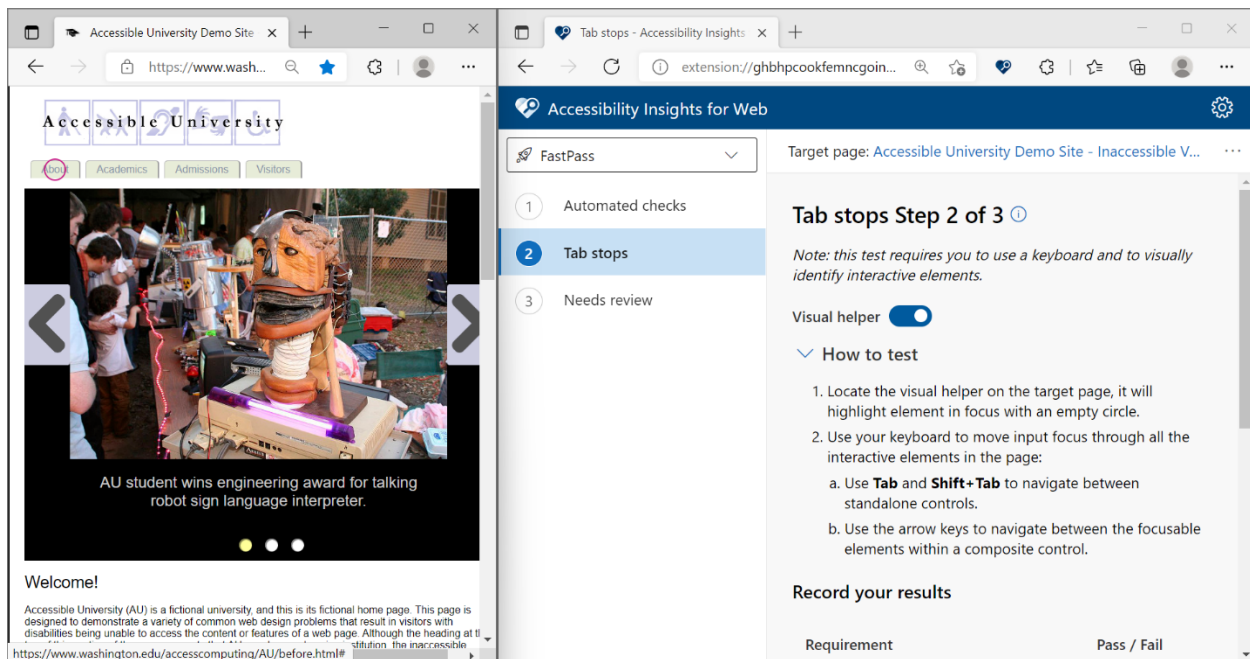 Accessible University Demo Site
https://www.wash...
Accessible University
About
Academics
Admissions
Visitors
AU student wins engineering award for talking
robot sign language interpreter.
Welcome!
Accessible University (AU) is a fictional university, and this is its fictional home page. This page is
designed to demonstrate a variety of common web design problems that result in visitors with
disabilities being unable to access the content or features of a web page. Although the heading at th
https://www.washington.edu/accesscomputing/AU/before.html#
institution, the inaccessible
Tab stops - Accessibility Insights
extension://ghbhpcookfemncgoin...
Accessibility Insights for Web
FastPass
Target page: Accessible University Demo Site - Inaccessible V...
1 Automated checks
2 Tab stops
3 Needs review
Tab stops Step 2 of 3
Note: this test requires you to use a keyboard and to visually
identify interactive elements.
Visual helper
How to test
1. Locate the visual helper on the target page, it will
highlight element in focus with an empty circle.
2. Use your keyboard to move input focus through all the
interactive elements in the page:
a. Use Tab and Shift+Tab to navigate between
standalone controls.
b. Use the arrow keys to navigate between the focusable
elements within a composite control.
Record your results
Requirement
Pass / Fail